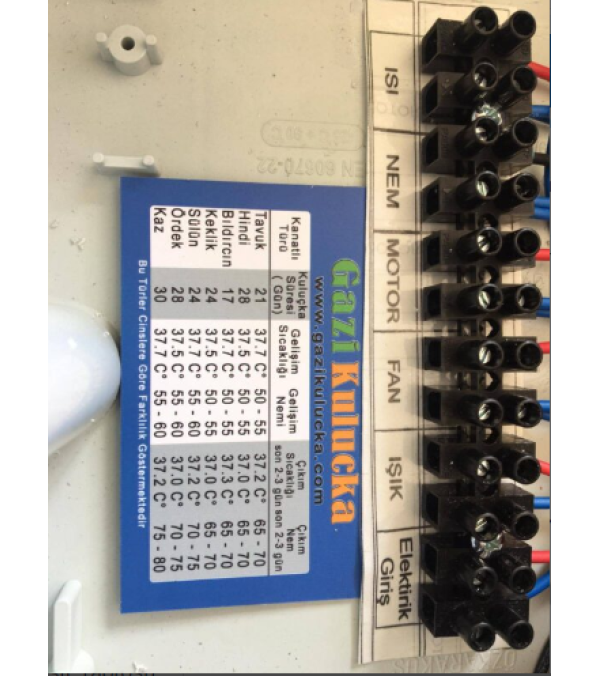 ISI
NEM
MOTOR
FAN
IŞIK
Elektirik
Giriş
Gazi Kulucka
www.gazikulucka.com
Kanatlı Kuluçka Gelişim Gelişim Çıkım Çıkım
Türü Süresi Sıcaklığı Nemi Sıcaklığı Nem
( Gün) son 2-3 gün son 2-3 gün
Tavuk 21 37.7 C° 50 - 55 37.2 C° 65 - 70
Hindi 28 37.5 C° 50 - 55 37.0 C° 65 - 70
Bıldırcın 17 37.7 C° 50 - 55 37.3 C° 65 - 70
Keklik 24 37.5 C° 50 - 55 37.0 C° 65 - 70
Sülün 24 37.7 C° 55 - 60 37.2 C° 70 - 75
Ördek 28 37.5 C° 55 - 60 37.0 C° 70 - 75
Kaz 30 37.7 C° 55 - 60 37.2 C° 75 - 80
Bu Türler Cinslere Göre Farklılık Göstermektedir
EN 60670-22